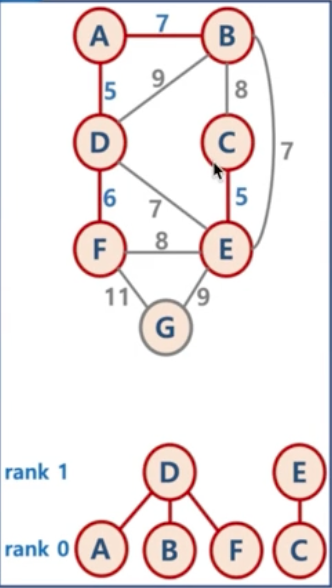 A 7 B
5 9 8
D C 7
6 7 5
F 8 E
11 9
G
rank 1 D E
rank 0 A B F C